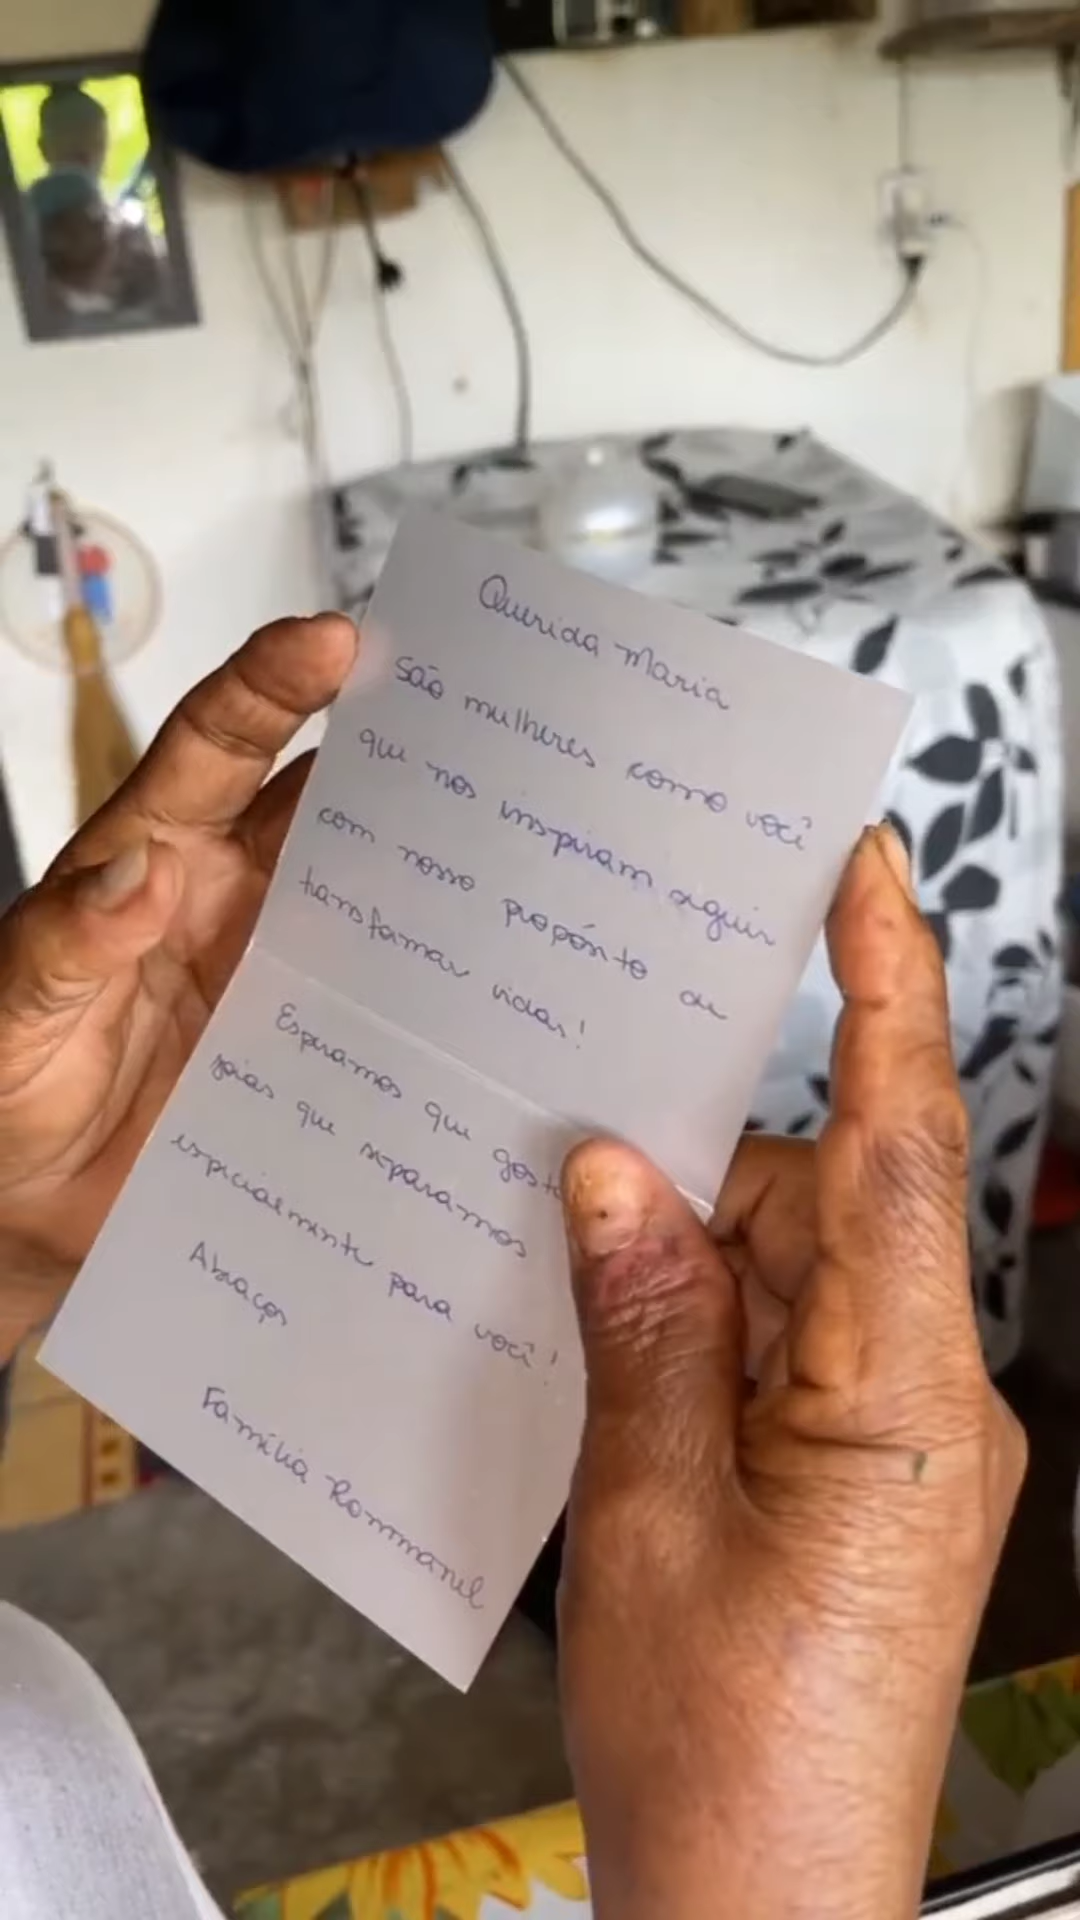 Querida Maria
São mulheres como você
que nos inspiram seguir
com nosso propósito de
transformar vidas!
Esperamos que gost
joias que separamos
especialmente para você!
Abraços
Família Rommanel